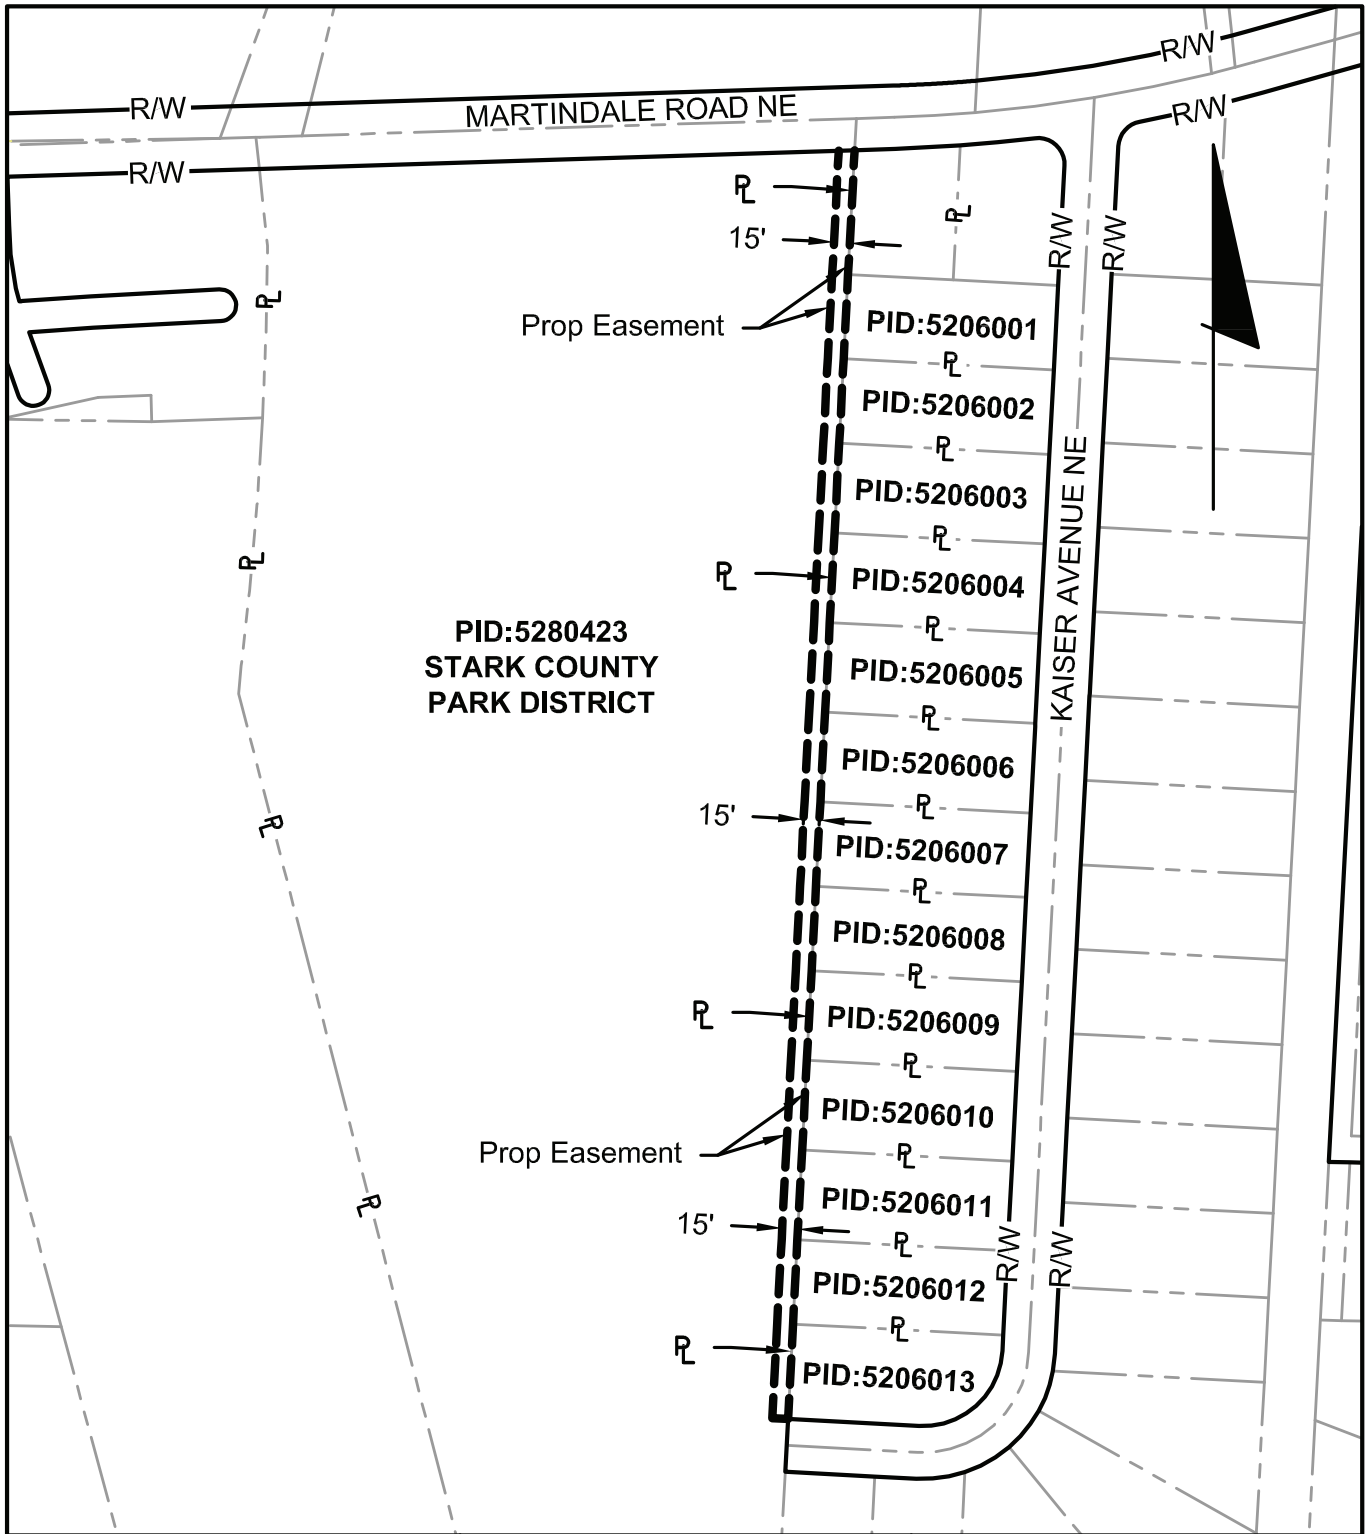 R/W
R/W
MARTINDALE ROAD NE
R/W
R/W
R/W
PL
PL
15'
R/W
R/W
PL
Prop Easement
PID:5206001
PL
PID:5206002
PL
PID:5206003
PL
PL
PL
PID:5206004
KAISER AVENUE NE
PL
PID:5280423
STARK COUNTY
PARK DISTRICT
PID:5206005
PL
PID:5206006
PL
15'
PL
PID:5206007
PL
PID:5206008
PL
PL
PID:5206009
PL
PID:5206010
Prop Easement
PL
PL
PID:5206011
15'
PL
R/W
R/W
PID:5206012
PL
PL
PID:5206013